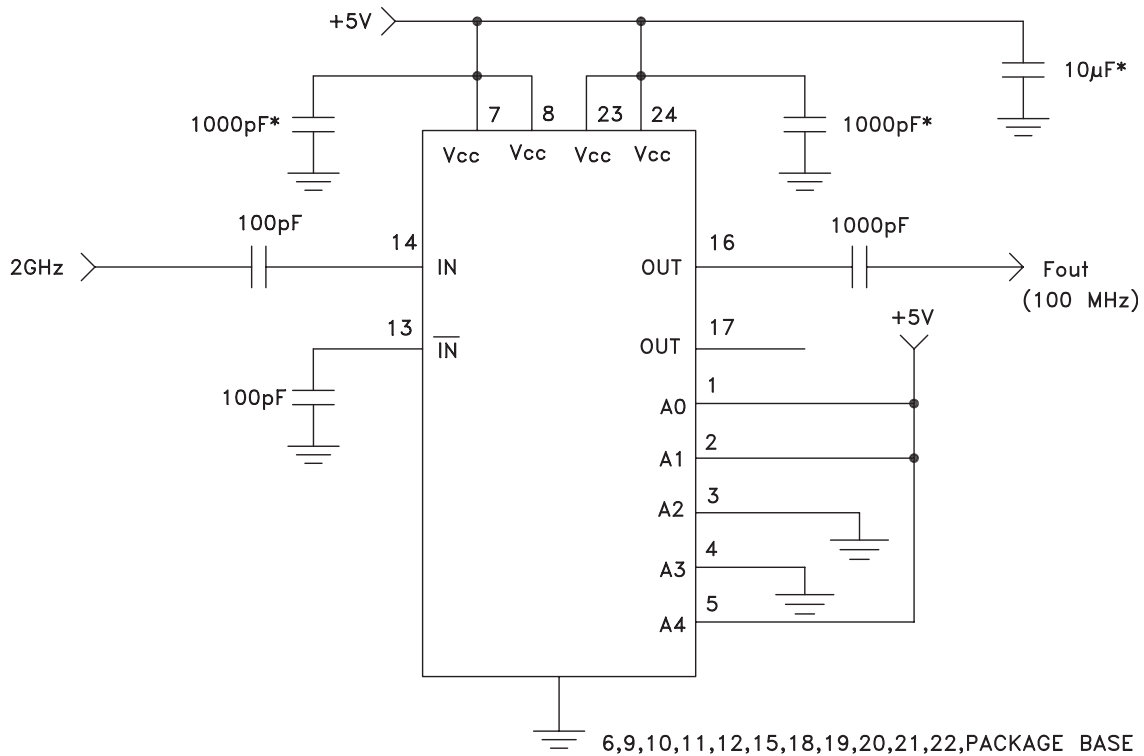 +5V
10µF*
1000pF*
7
8
23
24
1000pF*
Vcc
Vcc
Vcc
Vcc
100pF
1000pF
14
16
2GHz
IN
OUT
Fout
(100 MHz)
+5V
13
17
IN
OUT
100pF
1
A0
2
A1
3
A2
4
A3
5
A4
6,9,10,11,12,15,18,19,20,21,22,PACKAGE BASE